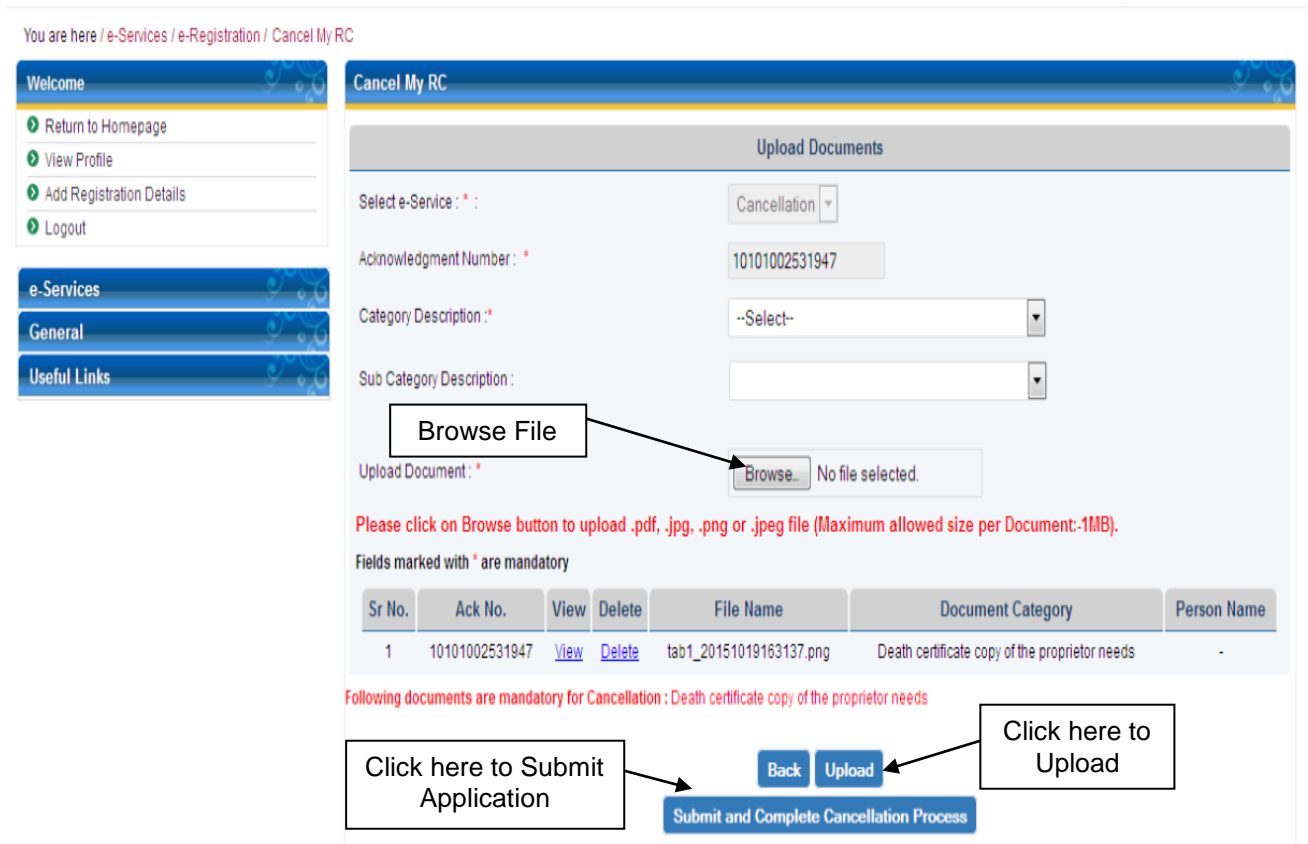 You are here / e-Services / e-Registration / Cancel My RC
Welcome
Return to Homepage
View Profile
Add Registration Details
Logout
e-Services
General
Useful Links
Cancel My RC
Upload Documents
Select e-Service : * :
Cancellation
Acknowledgment Number : *
10101002531947
Category Description :*
--Select--
Sub Category Description :
Browse File
Upload Document : *
Browse.. No file selected.
Please click on Browse button to upload .pdf, .jpg, .png or .jpeg file (Maximum allowed size per Document:-1MB).
Fields marked with * are mandatory
Sr No. Ack No. View Delete File Name Document Category Person Name
1 10101002531947 View Delete tab1_20151019163137.png Death certificate copy of the proprietor needs -
Following documents are mandatory for Cancellation : Death certificate copy of the proprietor needs
Click here to Submit
Application
Back Upload
Click here to
Upload
Submit and Complete Cancellation Process